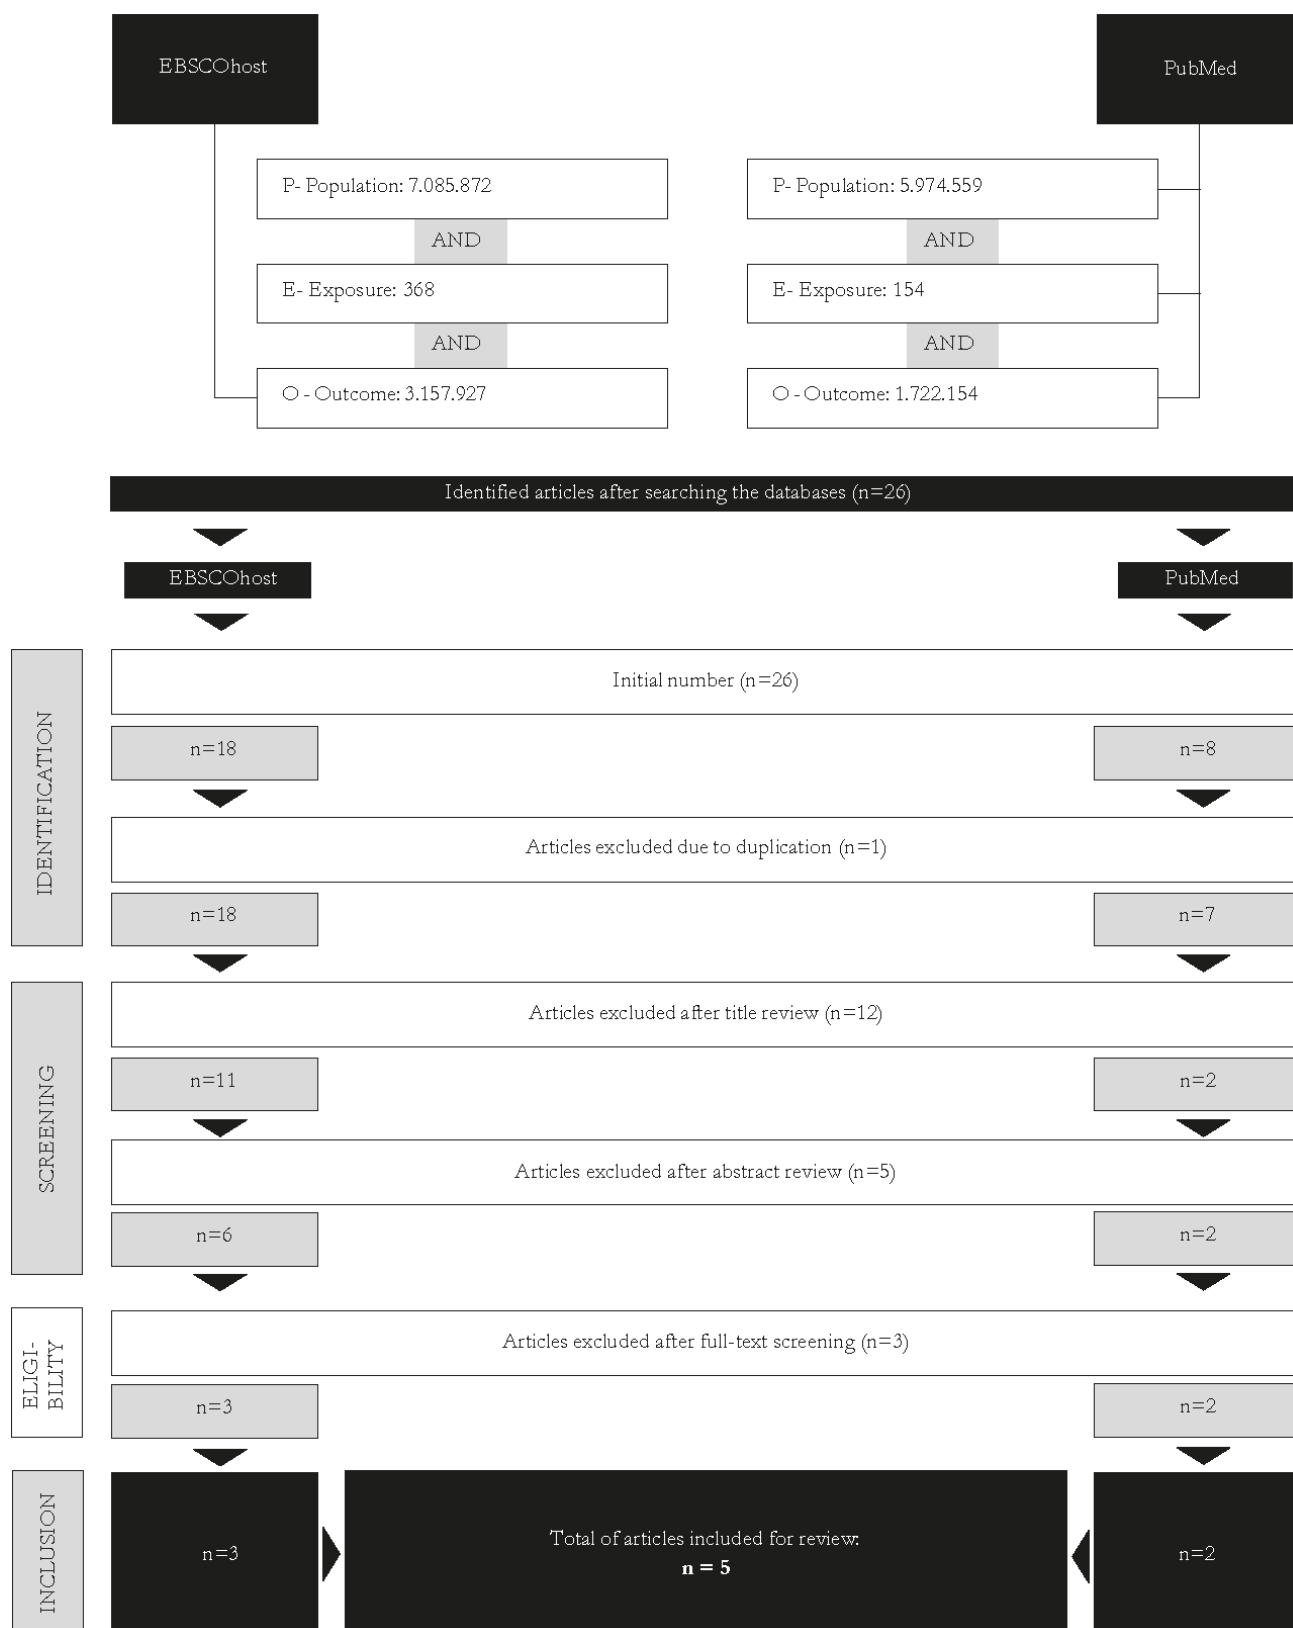 EBSCOhost
PubMed
P- Population: 7.085.872
P- Population: 5.974.559
AND
AND
E- Exposure: 368
E- Exposure: 154
AND
AND
O - Outcome: 3.157.927
O - Outcome: 1.722.154
Identified articles after searching the databases (n=26)
EBSCOhost
PubMed
IDENTIFICATION
Initial number (n=26)
n=18
n=8
Articles excluded due to duplication (n=1)
n=18
n=7
SCREENING
Articles excluded after title review (n=12)
n=11
n=2
Articles excluded after abstract review (n=5)
n=6
n=2
ELIGI-
BILITY
Articles excluded after full-text screening (n=3)
n=3
n=2
INCLUSION
n=3
Total of articles included for review:
n = 5
n=2